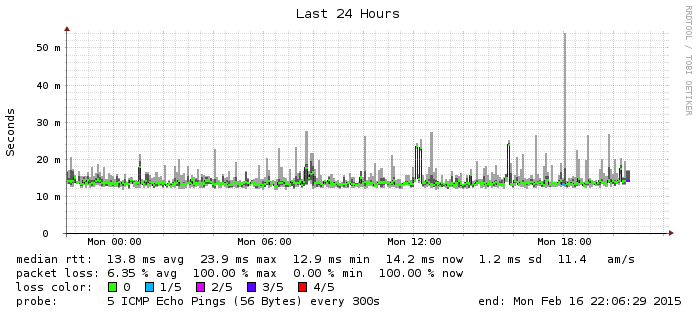 Last 24 Hours
RRDTOOL / TOBI OETIKER
Seconds
50 m
40 m
30 m
20 m
10 m
0
Mon 00:00 Mon 06:00 Mon 12:00 Mon 18:00
median rtt: 13.8 ms avg 23.9 ms max 12.9 ms min 14.2 ms now 1.2 ms sd 11.4 am/s
packet loss: 6.35 % avg 100.00 % max 0.00 % min 100.00 % now
loss color: 0 1/5 2/5 3/5 4/5
probe: 5 ICMP Echo Pings (56 Bytes) every 300s end: Mon Feb 16 22:06:29 2015